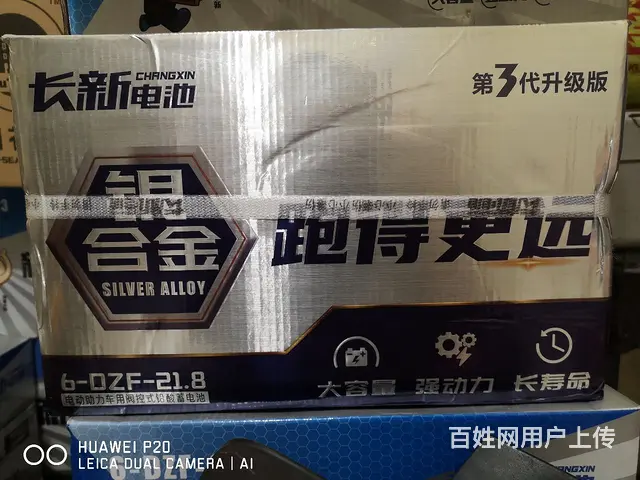 长新电池
CHANGXIN
第3代升级版
银
合金
SILVER ALLOY
跑得更远
6-DZF-21.8
电动助力车用阀控式铅酸蓄电池
大容量 强动力 长寿命
HUAWEI P20
LEICA DUAL CAMERA | AI
百姓网用户上传
6-DZF
ANGXIN